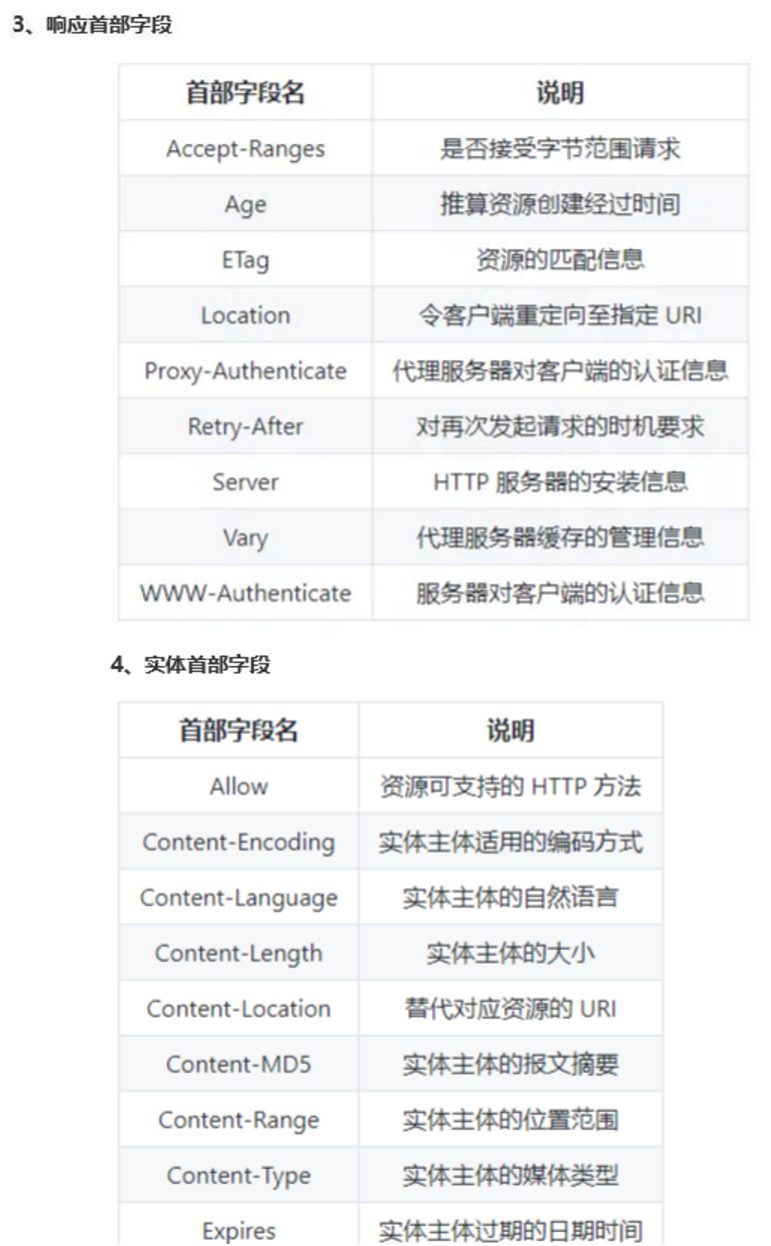 3、响应首部字段
首部字段名 说明
Accept-Ranges 是否接受字节范围请求
Age 推算资源创建经过时间
ETag 资源的匹配信息
Location 令客户端重定向至指定 URI
Proxy-Authenticate 代理服务器对客户端的认证信息
Retry-After 对再次发起请求的时机要求
Server HTTP 服务器的安装信息
Vary 代理服务器缓存的管理信息
WWW-Authenticate 服务器对客户端的认证信息
4、实体首部字段
首部字段名 说明
Allow 资源可支持的 HTTP 方法
Content-Encoding 实体主体适用的编码方式
Content-Language 实体主体的自然语言
Content-Length 实体主体的大小
Content-Location 替代对应资源的 URI
Content-MD5 实体主体的报文摘要
Content-Range 实体主体的位置范围
Content-Type 实体主体的媒体类型
Expires 实体主体过期的日期时间